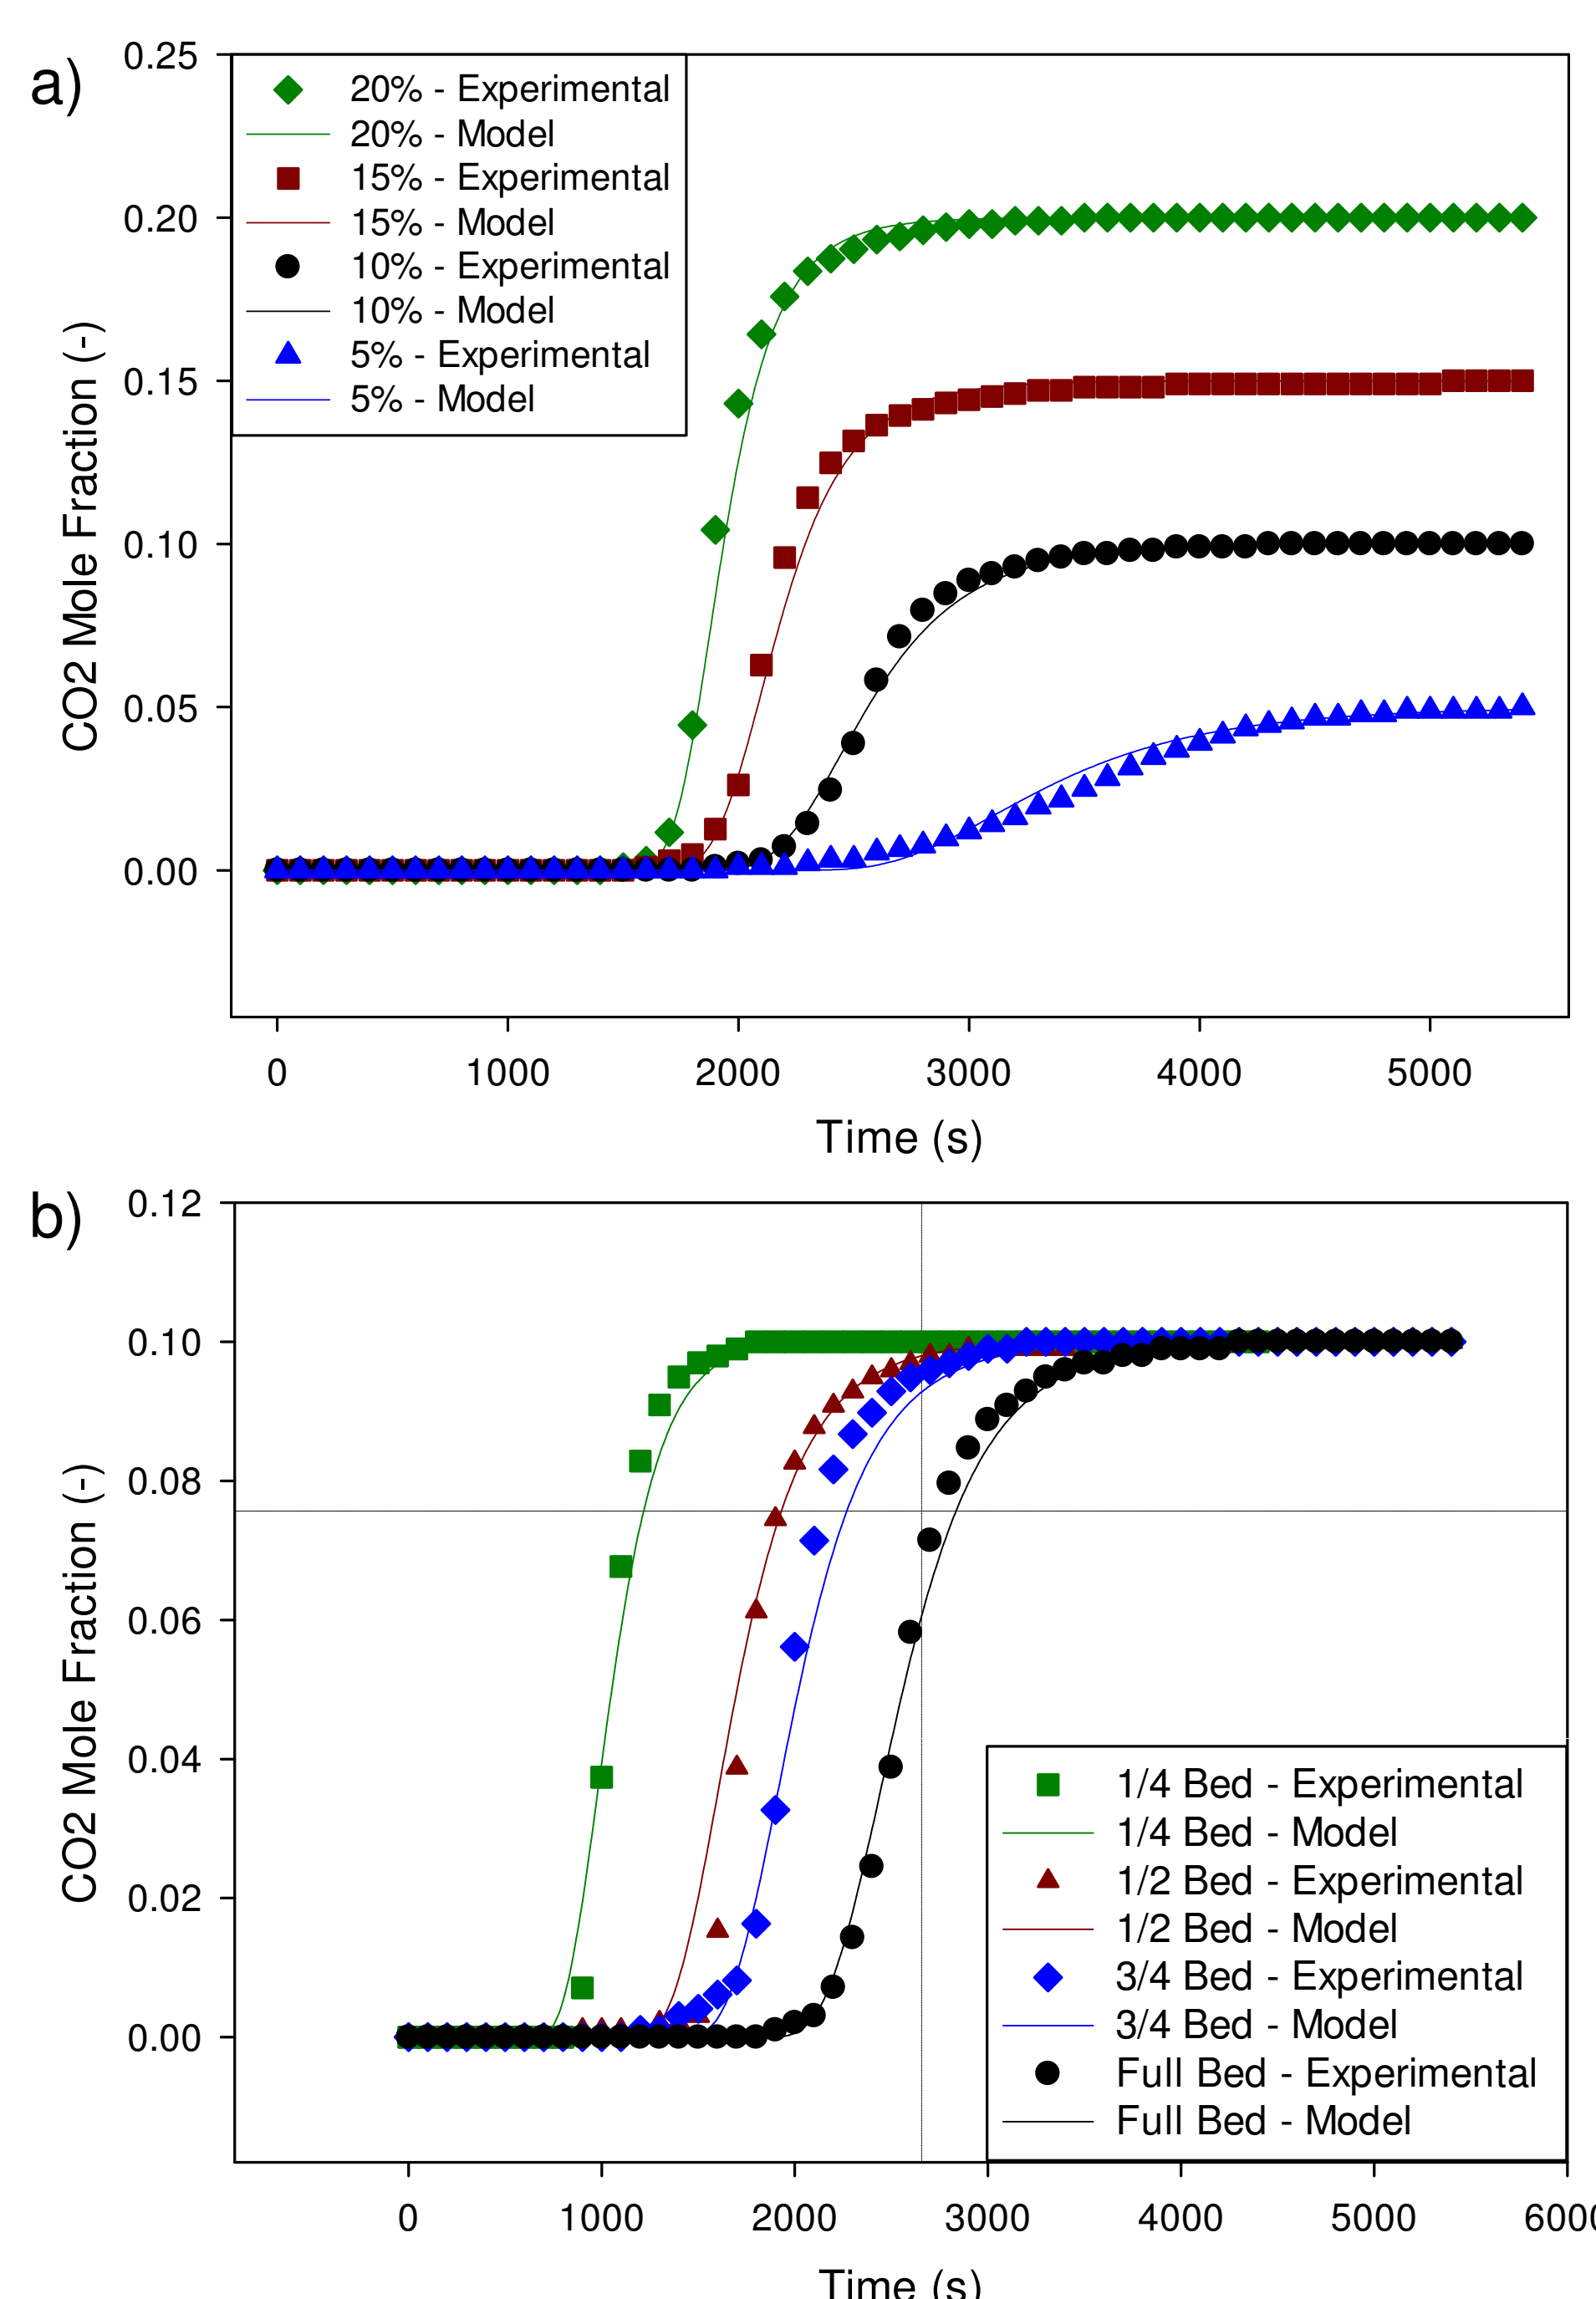 a)
0.25
0.20
0.15
0.10
0.05
0.00
CO2 Mole Fraction (-)
20% - Experimental
20% - Model
15% - Experimental
15% - Model
10% - Experimental
10% - Model
5% - Experimental
5% - Model
0 1000 2000 3000 4000 5000
Time (s)
b)
0.12
0.10
0.08
0.06
0.04
0.02
0.00
CO2 Mole Fraction (-)
1/4 Bed - Experimental
1/4 Bed - Model
1/2 Bed - Experimental
1/2 Bed - Model
3/4 Bed - Experimental
3/4 Bed - Model
Full Bed - Experimental
Full Bed - Model
0 1000 2000 3000 4000 5000 6000
Time (s)